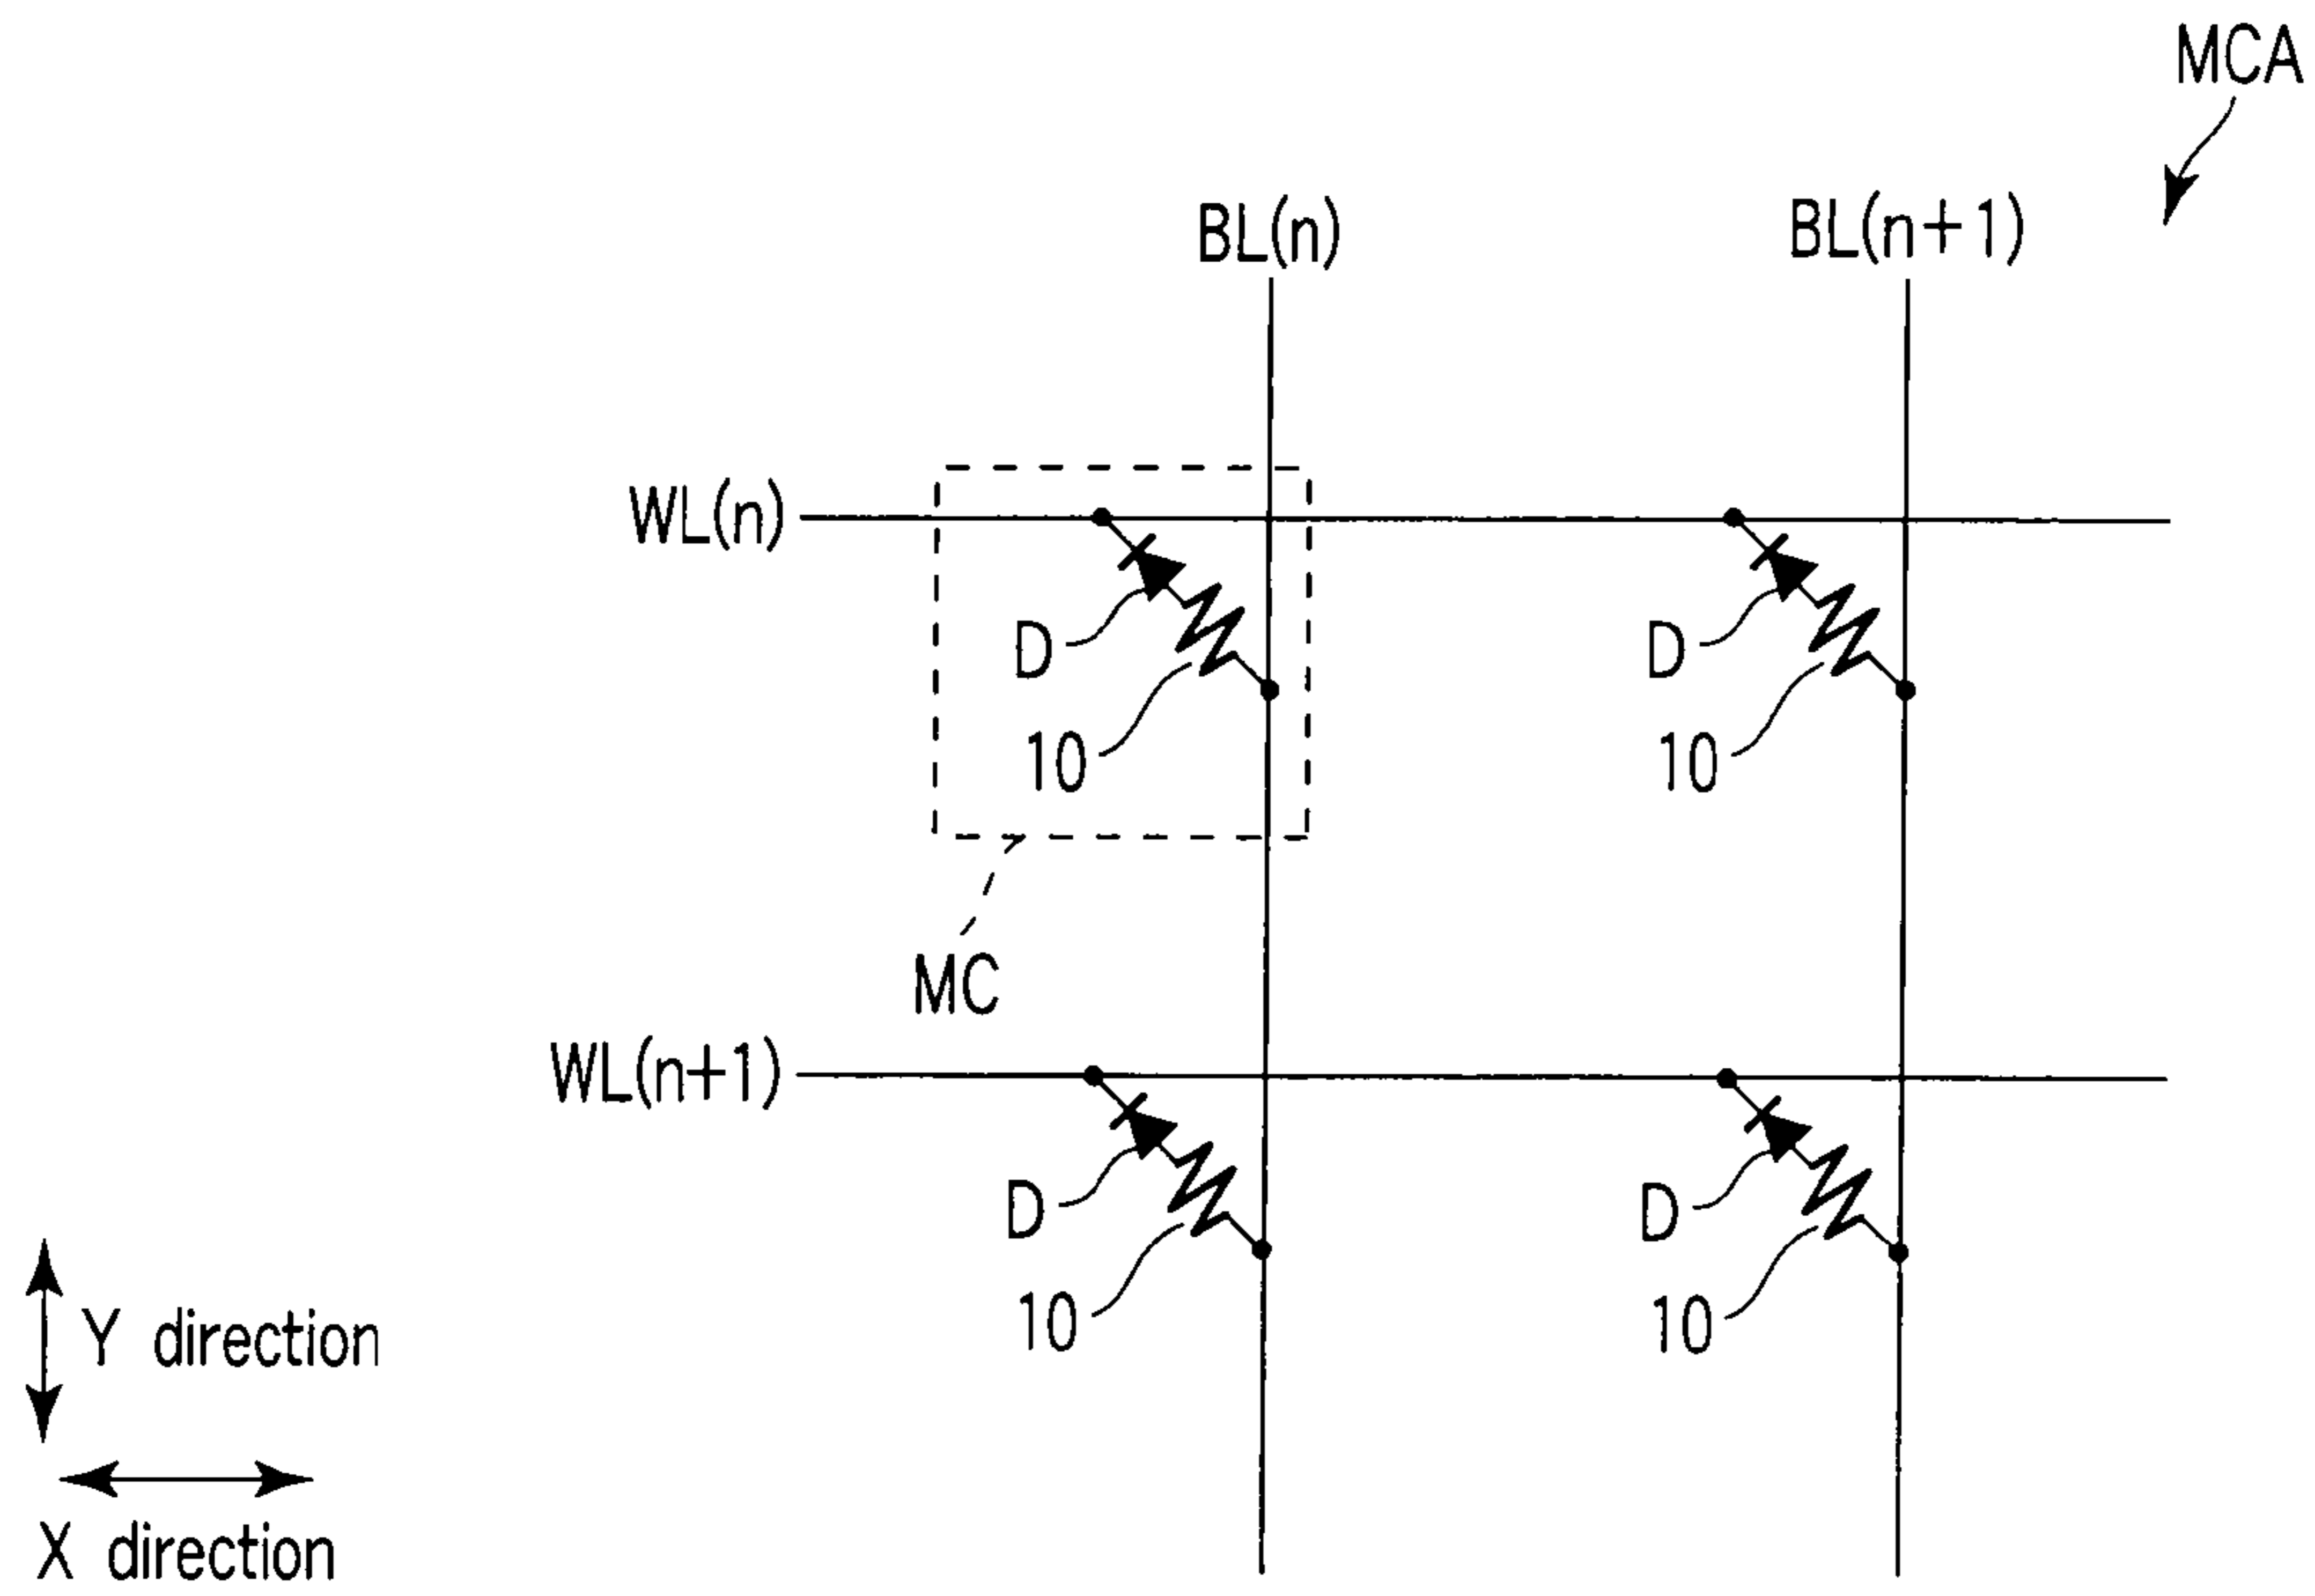 MCA
BL(n)
BL(n+1)
WL(n)
D
D
10
10
MC
WL(n+1)
D
D
10
10
Y direction
X direction